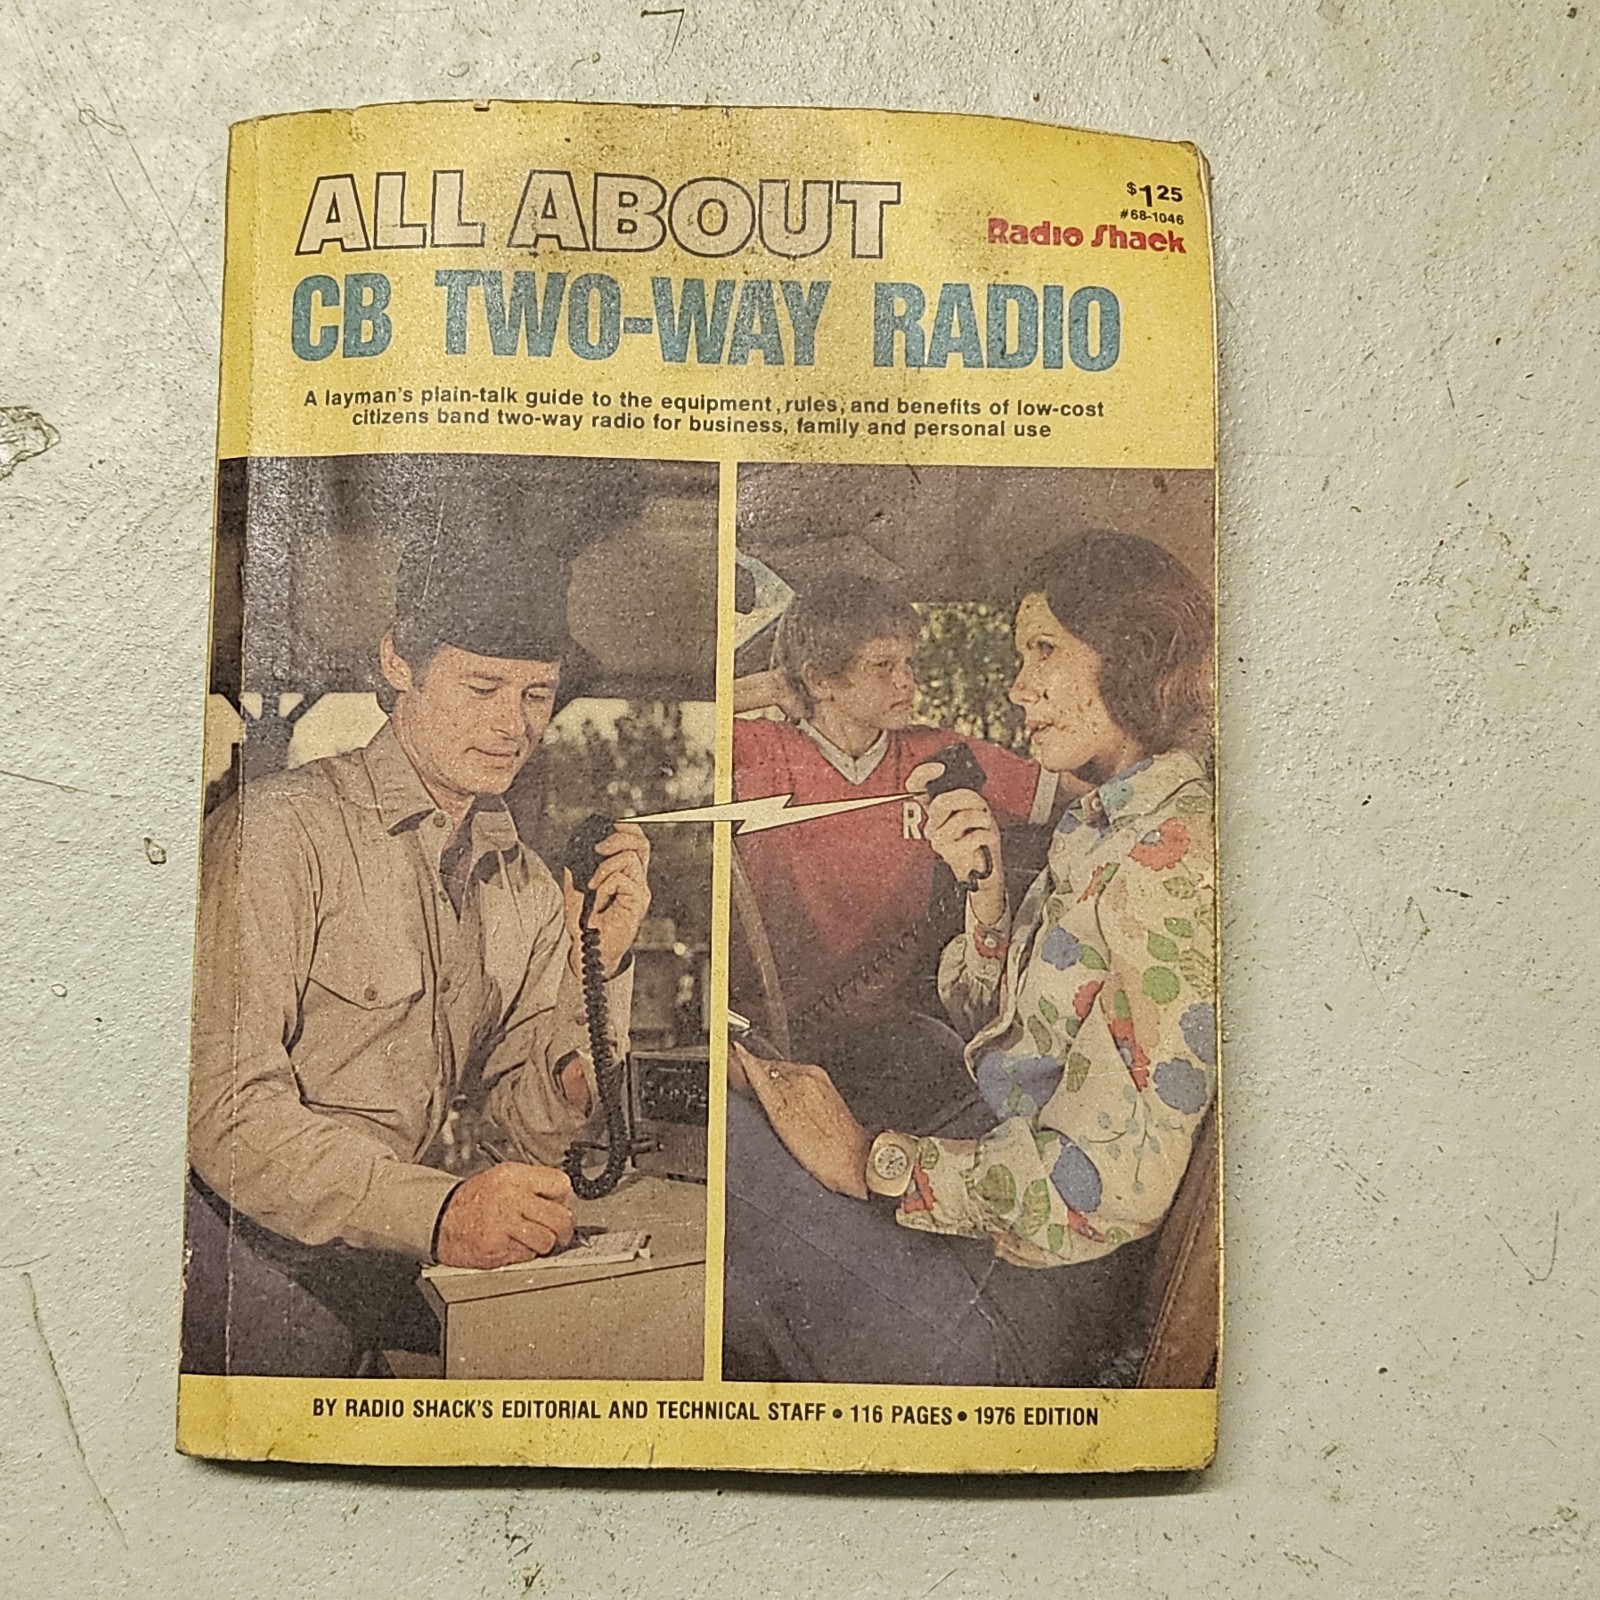 ALL ABOUT
$1.25
#68-1046
Radio Shack
CB TWO-WAY RADIO
A layman's plain-talk guide to the equipment, rules, and benefits of low-cost
citizens band two-way radio for business, family and personal use
R
BY RADIO SHACK'S EDITORIAL AND TECHNICAL STAFF • 116 PAGES • 1976 EDITION